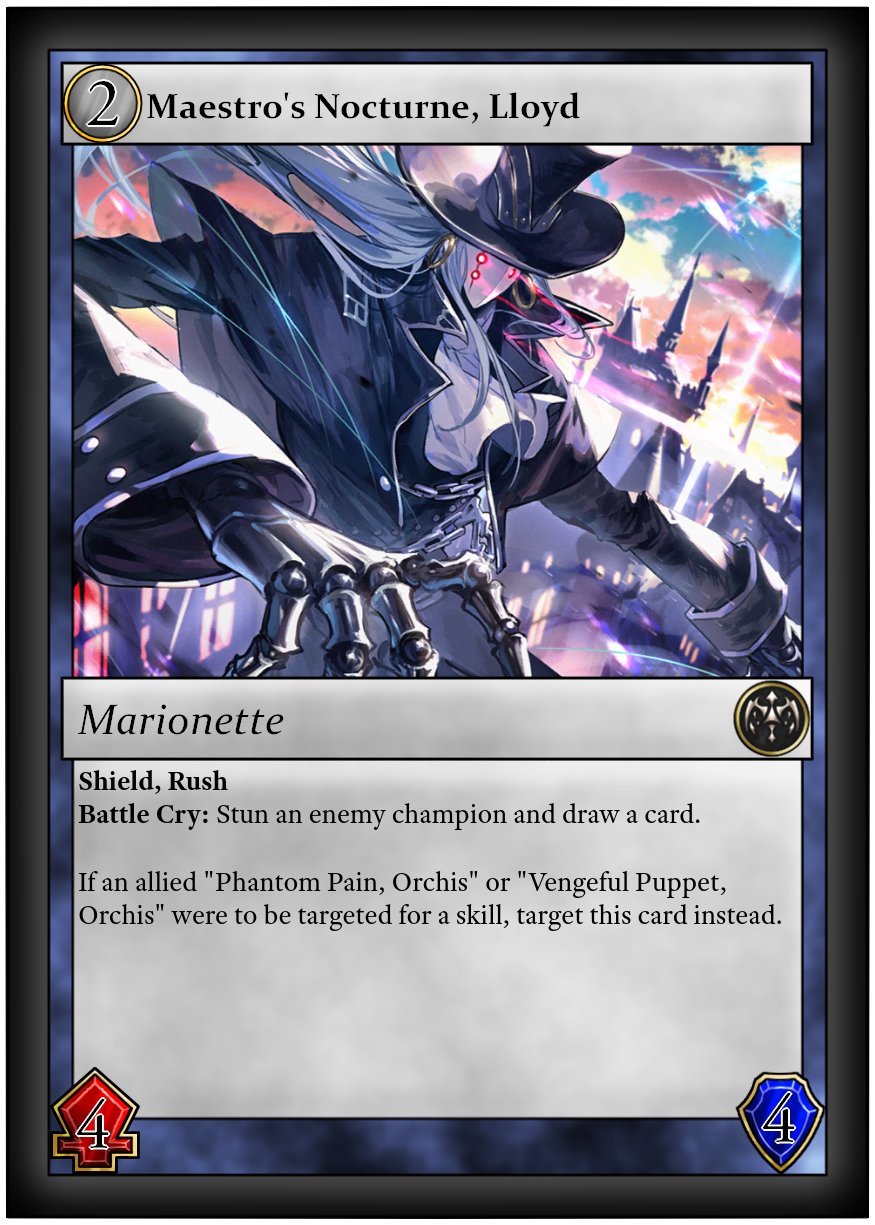 2 Maestro's Nocturne, Lloyd
Marionette
Shield, Rush
Battle Cry: Stun an enemy champion and draw a card.
If an allied "Phantom Pain, Orchis" or "Vengeful Puppet,
Orchis" were to be targeted for a skill, target this card instead.
4 4